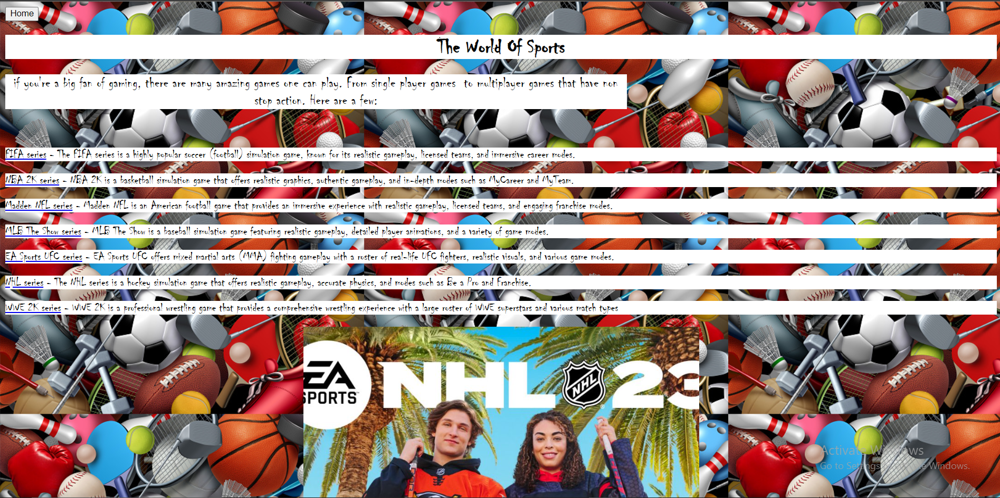 Home
The World Of Sports
if you're a big fan of gaming, there are many amazing games one can play. From single player games to multiplayer games that have non
stop action. Here are a few:
FIFA series - The FIFA series is a highly popular soccer (football) simulation game, known for its realistic gameplay, licensed teams, and immersive career modes.
NBA 2K series - NBA 2K is a basketball simulation game that offers realistic graphics, authentic gameplay, and in-depth modes such as MyCareer and MyTeam.
Madden NFL series - Madden NFL is an American football game that provides an immersive experience with realistic gameplay, licensed teams, and engaging franchise modes.
MLB The Show series - MLB The Show is a baseball simulation game featuring realistic gameplay, detailed player animations, and a variety of game modes.
EA Sports UFC series - EA Sports UFC offers mixed martial arts (MMA) fighting gameplay with a roster of real-life UFC fighters, realistic visuals, and various game modes.
NHL series - The NHL series is a hockey simulation game that offers realistic gameplay, accurate physics, and modes such as Be a Pro and Franchise.
WWE 2K series - WWE 2K is a professional wrestling game that provides a comprehensive wrestling experience with a large roster of WWE superstars and various match types
EA
SPORTS
NHL NHL 23
Activate Windows
Go to Settings to activate Windows.